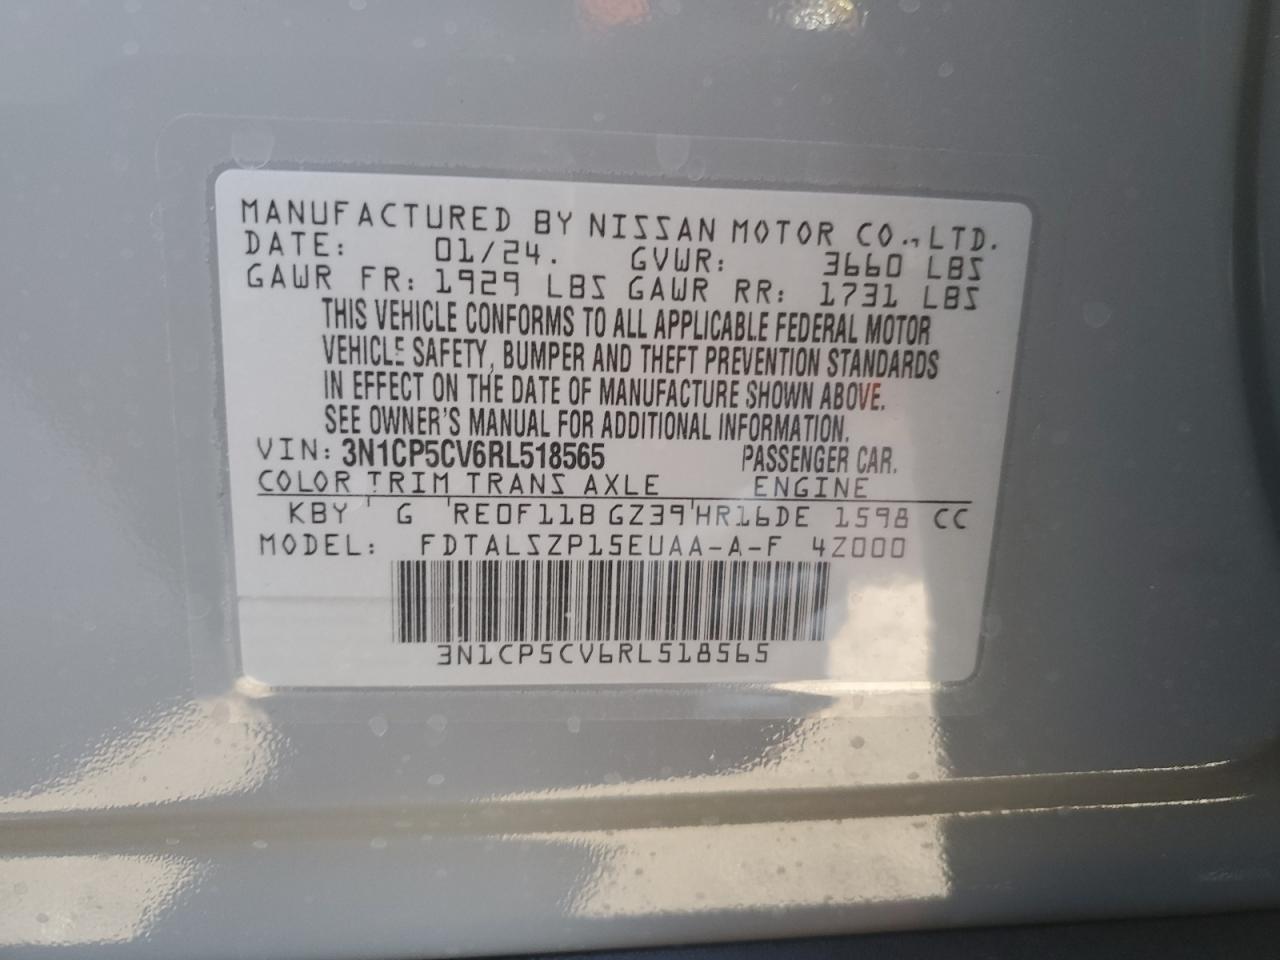 MANUFACTURED BY NISSAN MOTOR CO., LTD.
DATE: 01/24. GVWR: 3660 LBS
GAWR FR: 1929 LBS GAWR RR: 1731 LBS
THIS VEHICLE CONFORMS TO ALL APPLICABLE FEDERAL MOTOR
VEHICLE SAFETY, BUMPER AND THEFT PREVENTION STANDARDS
IN EFFECT ON THE DATE OF MANUFACTURE SHOWN ABOVE.
SEE OWNER'S MANUAL FOR ADDITIONAL INFORMATION.
VIN: 3N1CP5CV6RL518565 PASSENGER CAR.
COLOR TRIM TRANS AXLE ENGINE
KBY G RE0F11B GZ39 HR16DE 1598 CC
MODEL: FDTALSZP15EUAA-A-F 4Z000
3N1CP5CV6RL518565